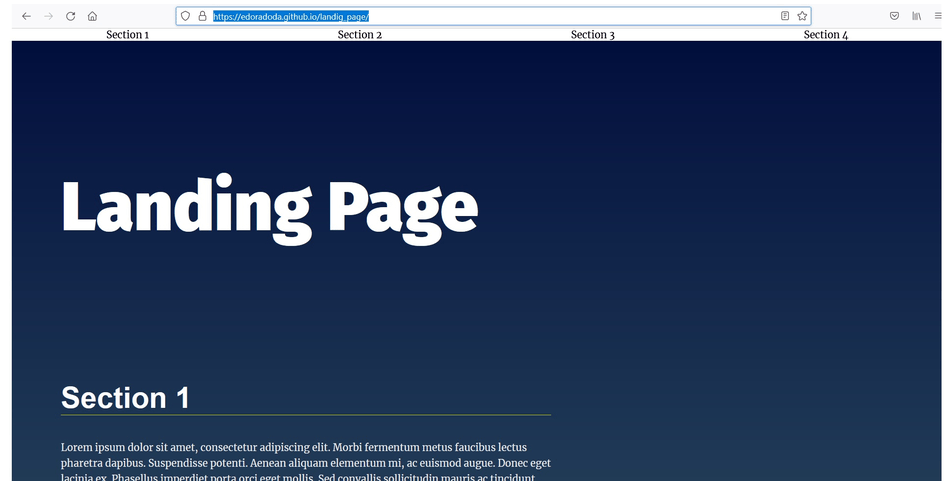 https://edoradoda.github.io/landig_page/
Section 1 Section 2 Section 3 Section 4
Landing Page
Section 1
Lorem ipsum dolor sit amet, consectetur adipiscing elit. Morbi fermentum metus faucibus lectus
pharetra dapibus. Suspendisse potenti. Aenean aliquam elementum mi, ac euismod augue. Donec eget
lacinia ex. Phasellus imperdiet porta orci eget mollis. Sed convallis sollicitudin mauris ac tincidunt